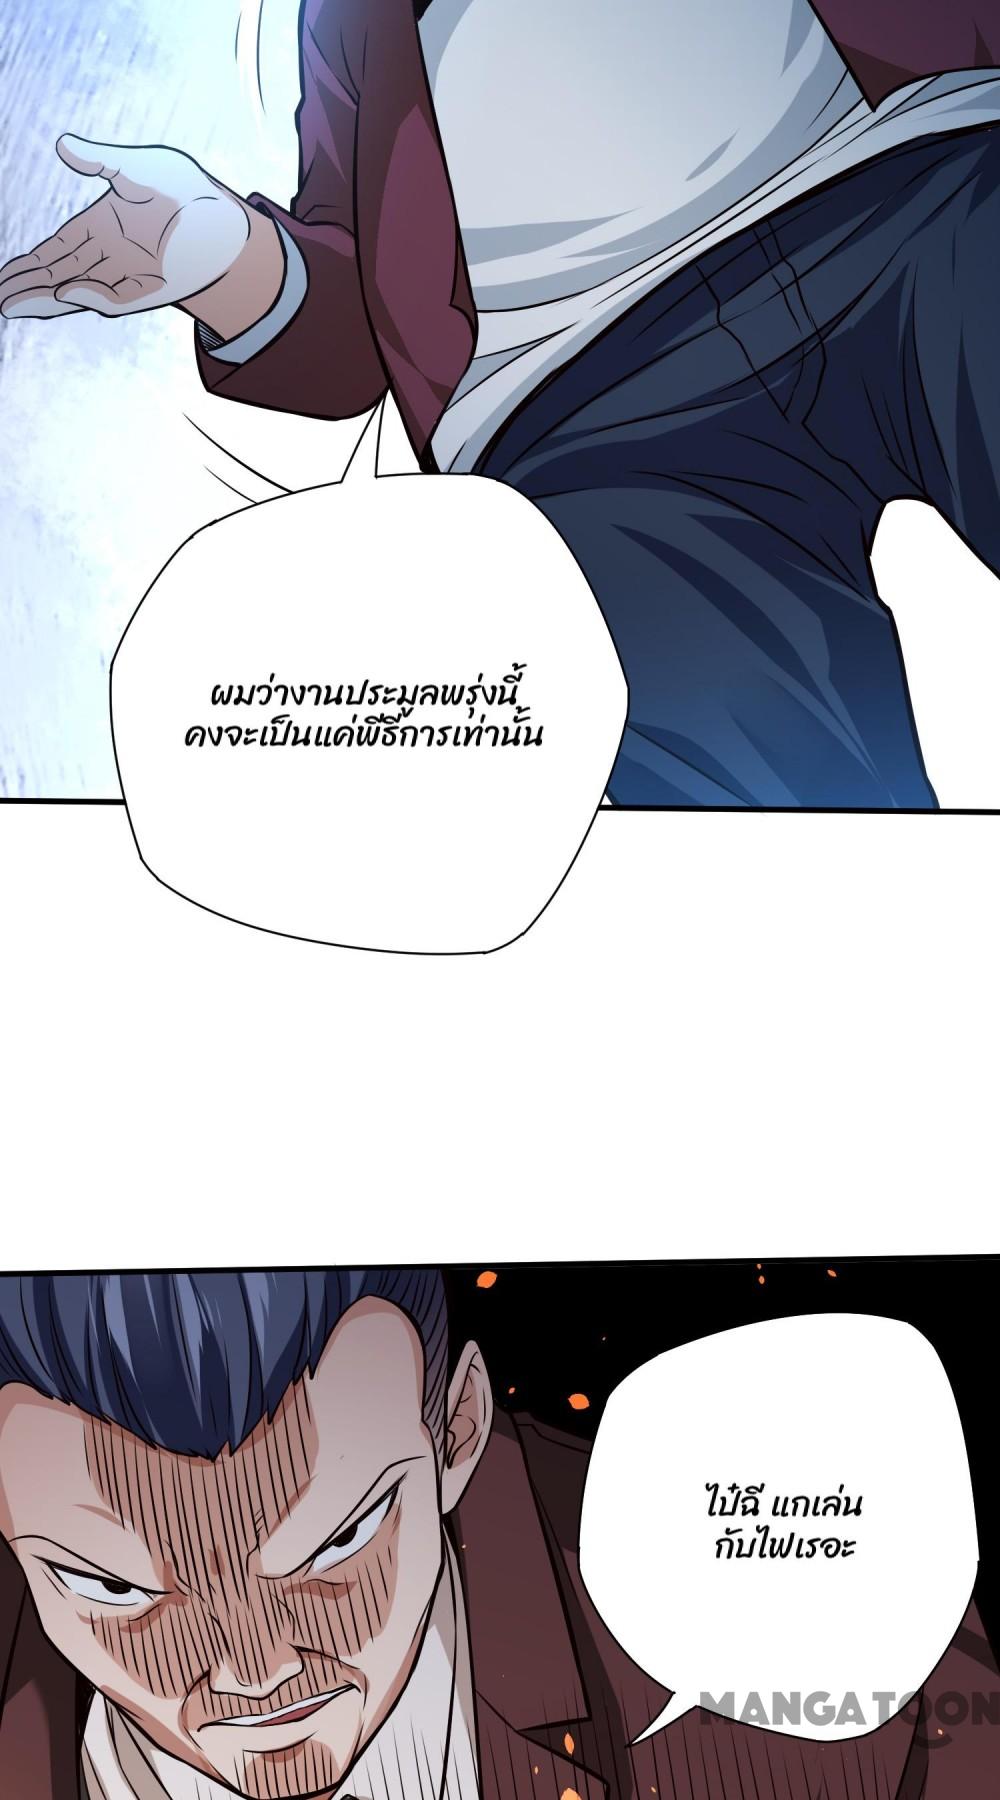 ผมว่างานประมูลพรุ่งนี้
คงจะเป็นแค่พิธีการเท่านั้น
ไป๋ฉี แกเล่น
กับไฟเรอะ
MANGATOON